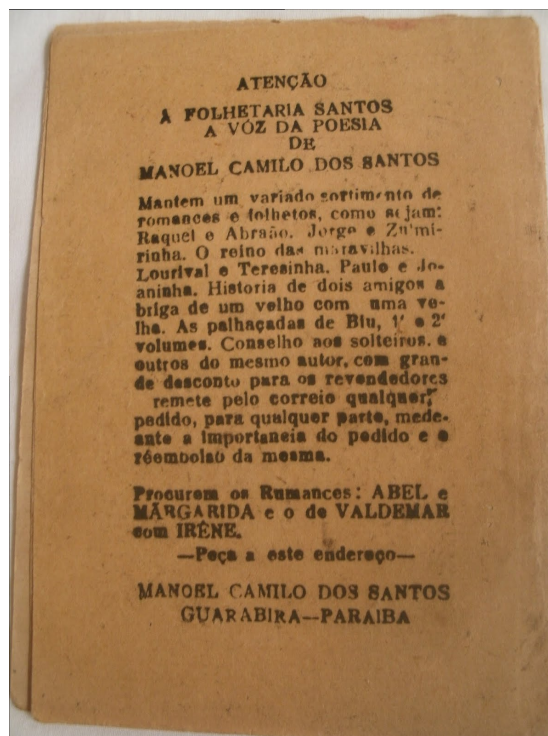 ATENÇÃO
A FOLHETARIA SANTOS
A VÓZ DA POESIA
DE
MANOEL CAMILO DOS SANTOS
Mantem um variado sortimento de
romances e folhetos, como sejam:
Raquel e Abraão. Jorge e Zulmi-
rinha. O reino das maravilhas.
Lourival e Teresinha. Paulo e Jo-
aninha. Historia de dois amigos a
briga de um velho com uma ve-
lha. As palhaçadas de Biu, 1' e 2'
volumes. Conselho aos solteiros. e
outros do mesmo autor, com gran-
de desconto para os revendedores
remete pelo correio qualquer,
pedido, para qualquer parte, mede-
ante a importancia do pedido e o
réembolso da mesma.
Procurem os Rumances: ABEL e
MÃRGARIDA e o de VALDEMAR
com IRÊNE.
—Peça a este endereço—
MANOEL CAMILO DOS SANTOS
GUARABIRA--PARAIBA